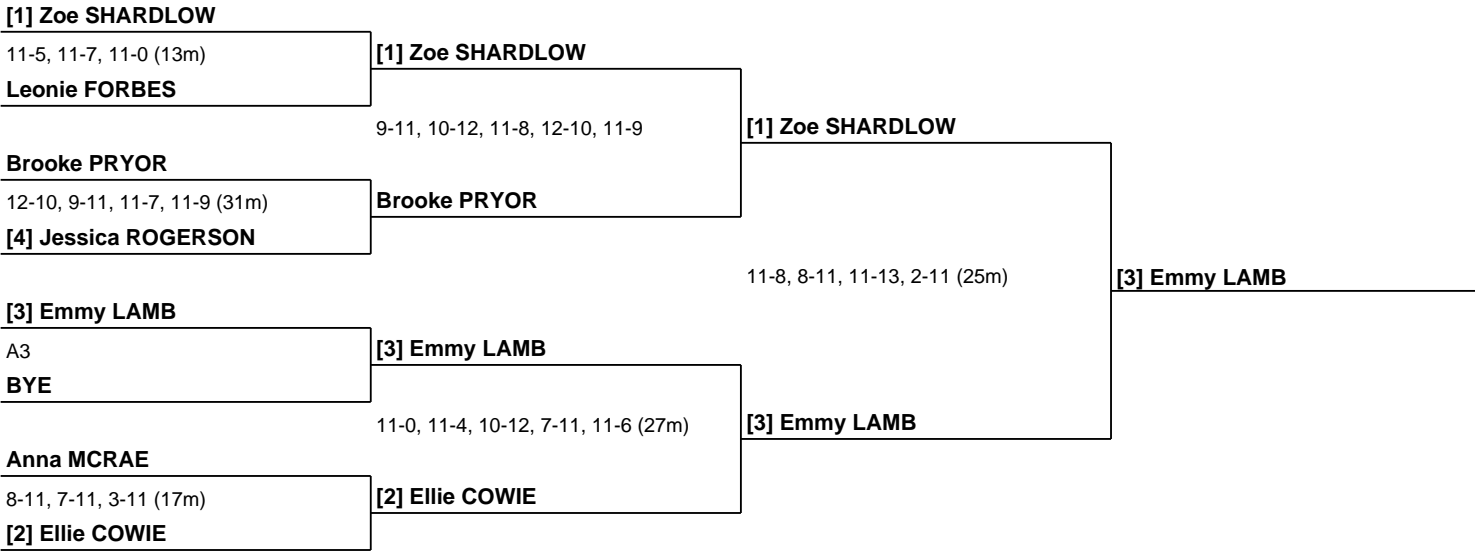 [1] Zoe SHARDLOW
11-5, 11-7, 11-0 (13m)
Leonie FORBES
Brooke PRYOR
12-10, 9-11, 11-7, 11-9 (31m)
[4] Jessica ROGERSON
[3] Emmy LAMB
A3
BYE
Anna MCRAE
8-11, 7-11, 3-11 (17m)
[2] Ellie COWIE
[1] Zoe SHARDLOW
9-11, 10-12, 11-8, 12-10, 11-9
Brooke PRYOR
[3] Emmy LAMB
11-0, 11-4, 10-12, 7-11, 11-6 (27m)
[2] Ellie COWIE
[1] Zoe SHARDLOW
11-8, 8-11, 11-13, 2-11 (25m)
[3] Emmy LAMB
[3] Emmy LAMB